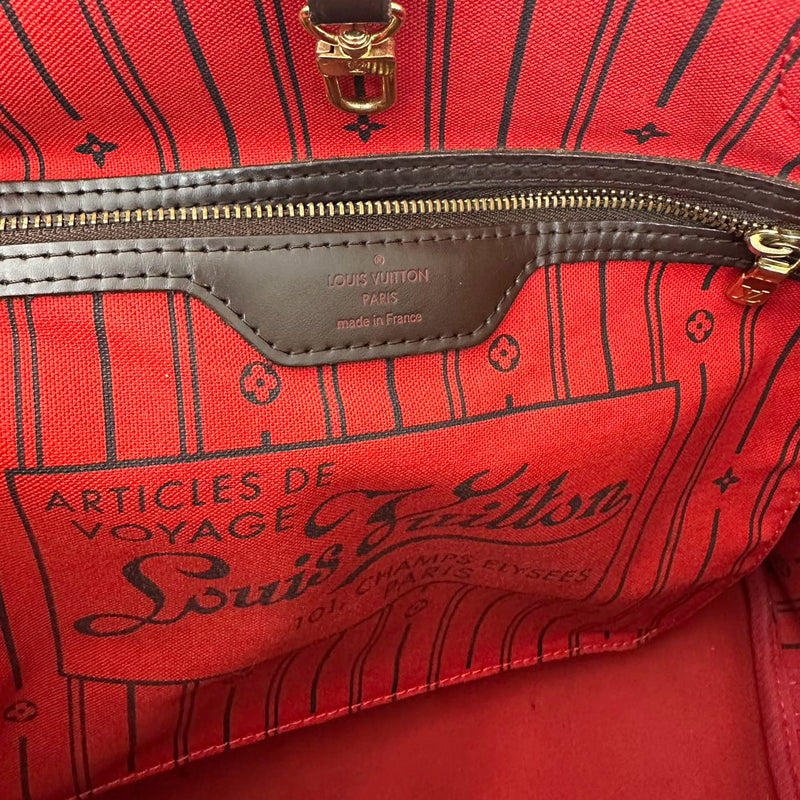 ®
LOUIS VUITTON
PARIS
made in France
ARTICLES DE
VOYAGE
Louis Vuitton
101, CHAMPS ELYSEES
PARIS